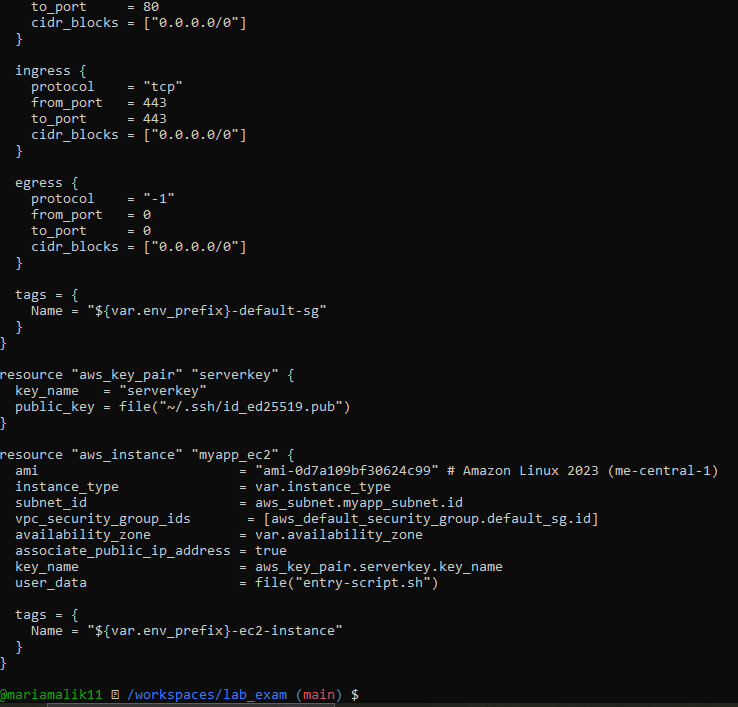 to_port     = 80
    cidr_blocks = ["0.0.0.0/0"]
  }

  ingress {
    protocol    = "tcp"
    from_port   = 443
    to_port     = 443
    cidr_blocks = ["0.0.0.0/0"]
  }

  egress {
    protocol    = "-1"
    from_port   = 0
    to_port     = 0
    cidr_blocks = ["0.0.0.0/0"]
  }

  tags = {
    Name = "${var.env_prefix}-default-sg"
  }
}

resource "aws_key_pair" "serverkey" {
  key_name   = "serverkey"
  public_key = file("~/.ssh/id_ed25519.pub")
}

resource "aws_instance" "myapp_ec2" {
  ami                         = "ami-0d7a109bf30624c99" # Amazon Linux 2023 (me-central-1)
  instance_type               = var.instance_type
  subnet_id                   = aws_subnet.myapp_subnet.id
  vpc_security_group_ids       = [aws_default_security_group.default_sg.id]
  availability_zone           = var.availability_zone
  associate_public_ip_address = true
  key_name                    = aws_key_pair.serverkey.key_name
  user_data                   = file("entry-script.sh")

  tags = {
    Name = "${var.env_prefix}-ec2-instance"
  }
}

@mariamalik11 /workspaces/lab_exam (main) $